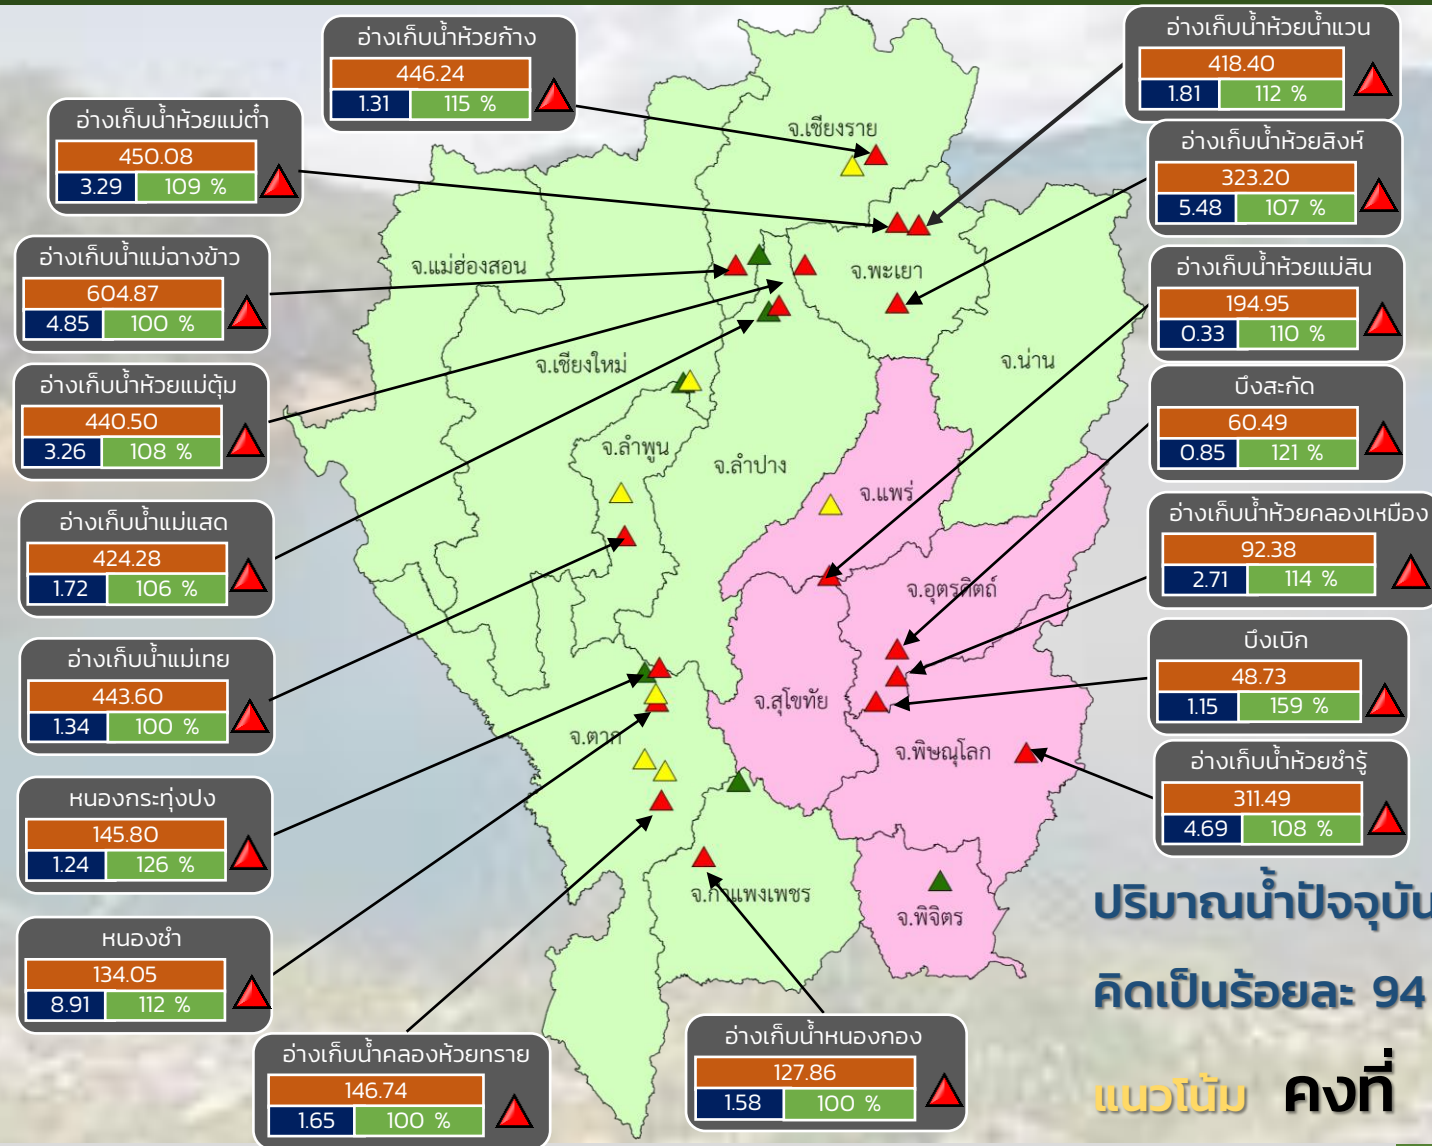 อ่างเก็บน้ำห้วยก้าง
446.24
1.31 115 %
อ่างเก็บน้ำห้วยน้ำแวน
418.40
1.81 112 %
อ่างเก็บน้ำห้วยแม่ต๋ำ
450.08
3.29 109 %
อ่างเก็บน้ำห้วยสิงห์
323.20
5.48 107 %
อ่างเก็บน้ำแม่ฉางข้าว
604.87
4.85 100 %
อ่างเก็บน้ำห้วยแม่สิน
194.95
0.33 110 %
อ่างเก็บน้ำห้วยแม่ตุ้ม
440.50
3.26 108 %
บึงสะกัด
60.49
0.85 121 %
อ่างเก็บน้ำแม่แสด
424.28
1.72 106 %
อ่างเก็บน้ำห้วยคลองเหมือง
92.38
2.71 114 %
อ่างเก็บน้ำแม่เทย
443.60
1.34 100 %
บึงเบิก
48.73
1.15 159 %
หนองกระทุ่งปง
145.80
1.24 126 %
อ่างเก็บน้ำห้วยซำรู้
311.49
4.69 108 %
หนองชำ
134.05
8.91 112 %
อ่างเก็บน้ำคลองห้วยทราย
146.74
1.65 100 %
อ่างเก็บน้ำหนองกอง
127.86
1.58 100 %
จ.เชียงราย
จ.แม่ฮ่องสอน
จ.พะเยา
จ.เชียงใหม่
จ.น่าน
จ.ลำพูน
จ.ลำปาง
จ.แพร่
จ.อุตรดิตถ์
จ.สุโขทัย
จ.ตาก
จ.พิษณุโลก
จ.กำแพงเพชร
จ.พิจิตร
ปริมาณน้ำปัจจุบัน
คิดเป็นร้อยละ 94
แนวโน้ม คงที่